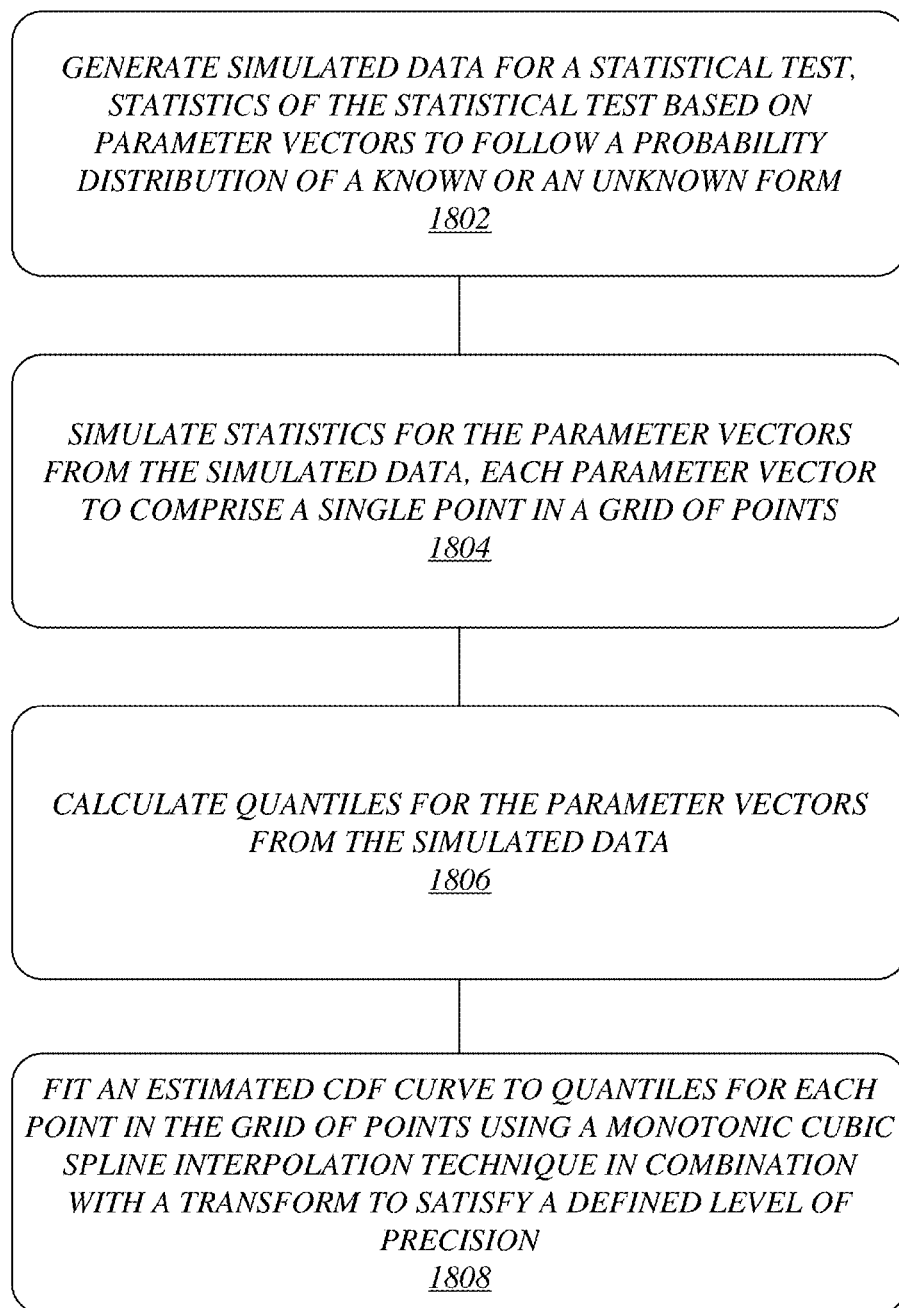 GENERATE SIMULATED DATA FOR A STATISTICAL TEST,
STATISTICS OF THE STATISTICAL TEST BASED ON
PARAMETER VECTORS TO FOLLOW A PROBABILITY
DISTRIBUTION OF A KNOWN OR AN UNKNOWN FORM
1802
SIMULATE STATISTICS FOR THE PARAMETER VECTORS
FROM THE SIMULATED DATA, EACH PARAMETER VECTOR
TO COMPRISE A SINGLE POINT IN A GRID OF POINTS
1804
CALCULATE QUANTILES FOR THE PARAMETER VECTORS
FROM THE SIMULATED DATA
1806
FIT AN ESTIMATED CDF CURVE TO QUANTILES FOR EACH
POINT IN THE GRID OF POINTS USING A MONOTONIC CUBIC
SPLINE INTERPOLATION TECHNIQUE IN COMBINATION
WITH A TRANSFORM TO SATISFY A DEFINED LEVEL OF
PRECISION
1808